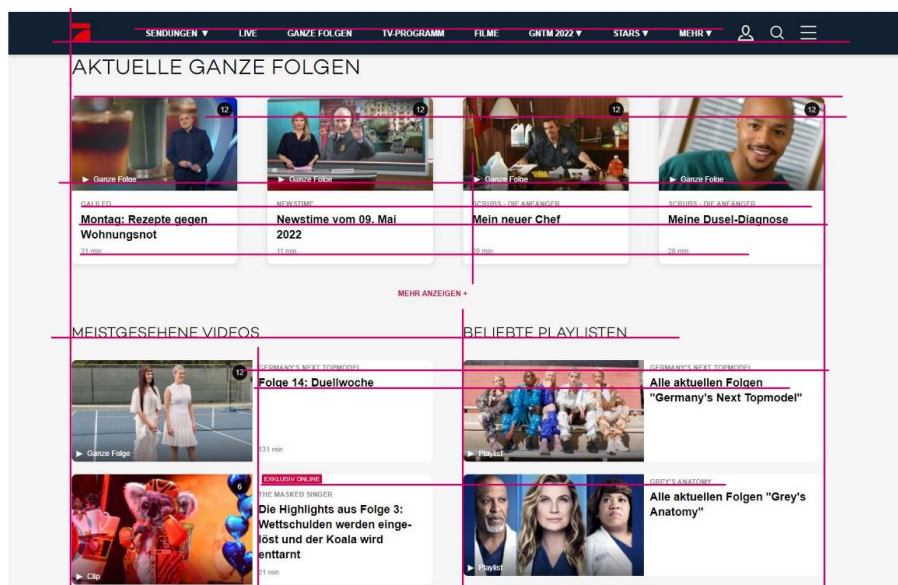 SENDUNGEN ▼ LIVE GANZE FOLGEN TV-PROGRAMM FILME GNTM 2022 ▼ STARS ▼ MEHR ▼
AKTUELLE GANZE FOLGEN
12
12
12
12
▶ Ganze Folge
▶ Ganze Folge
▶ Ganze Folge
▶ Ganze Folge
GALILEO
Montag: Rezepte gegen
Wohnungsnot
31 min
NEWSTIME
Newstime vom 09. Mai
2022
11 min
SCRUBS - DIE ANFÄNGER
Mein neuer Chef
20 min
SCRUBS - DIE ANFÄNGER
Meine Dusel-Diagnose
20 min
MEHR ANZEIGEN +
MEISTGESEHENE VIDEOS
12
▶ Ganze Folge
GERMANY'S NEXT TOPMODEL
Folge 14: Duellwoche
131 min
6
▶ Clip
EXKLUSIV ONLINE
THE MASKED SINGER
Die Highlights aus Folge 3:
Wettschulden werden einge-
löst und der Koala wird
enttarnt
21 min
BELIEBTE PLAYLISTEN
▶ Playlist
GERMANY'S NEXT TOPMODEL
Alle aktuellen Folgen
"Germany's Next Topmodel"
▶ Playlist
GREY'S ANATOMY
Alle aktuellen Folgen "Grey's
Anatomy"